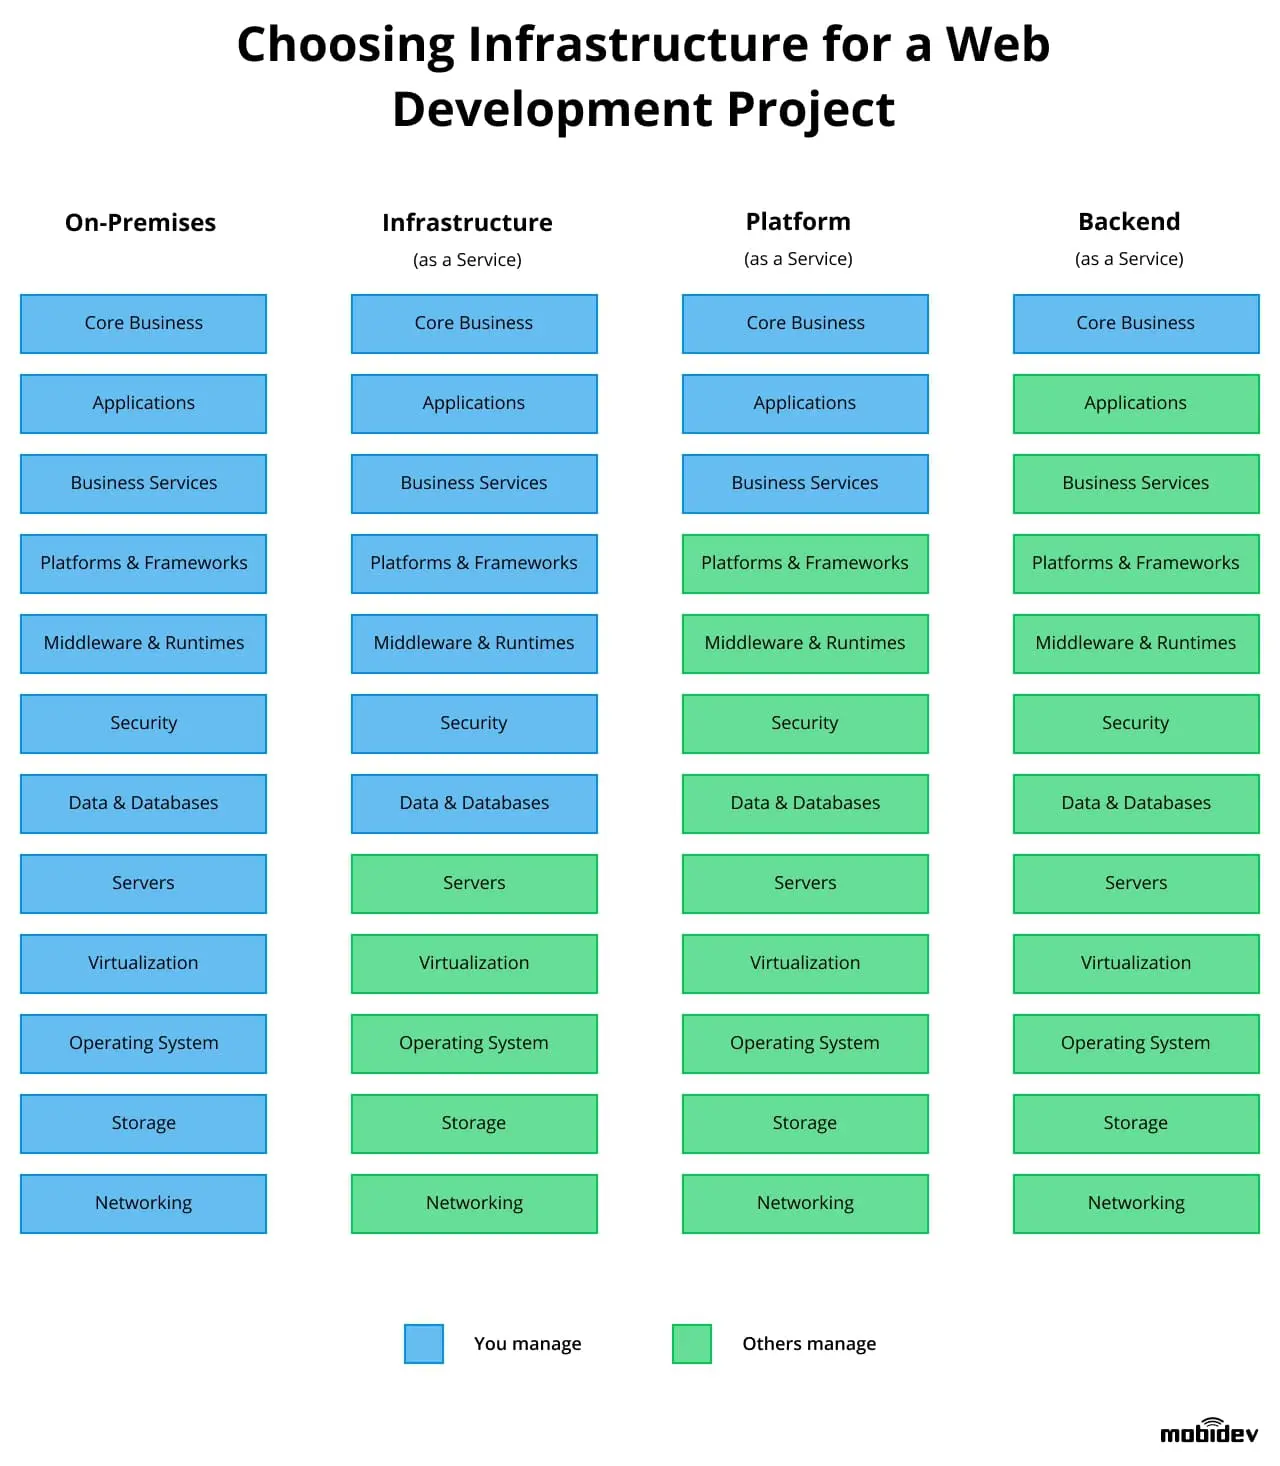 Choosing Infrastructure for a Web
Development Project
On-Premises
Core Business
Applications
Business Services
Platforms & Frameworks
Middleware & Runtimes
Security
Data & Databases
Servers
Virtualization
Operating System
Storage
Networking
Infrastructure
(as a Service)
Core Business
Applications
Business Services
Platforms & Frameworks
Middleware & Runtimes
Security
Data & Databases
Servers
Virtualization
Operating System
Storage
Networking
Platform
(as a Service)
Core Business
Applications
Business Services
Platforms & Frameworks
Middleware & Runtimes
Security
Data & Databases
Servers
Virtualization
Operating System
Storage
Networking
Backend
(as a Service)
Core Business
Applications
Business Services
Platforms & Frameworks
Middleware & Runtimes
Security
Data & Databases
Servers
Virtualization
Operating System
Storage
Networking
You manage
Others manage
mobidev